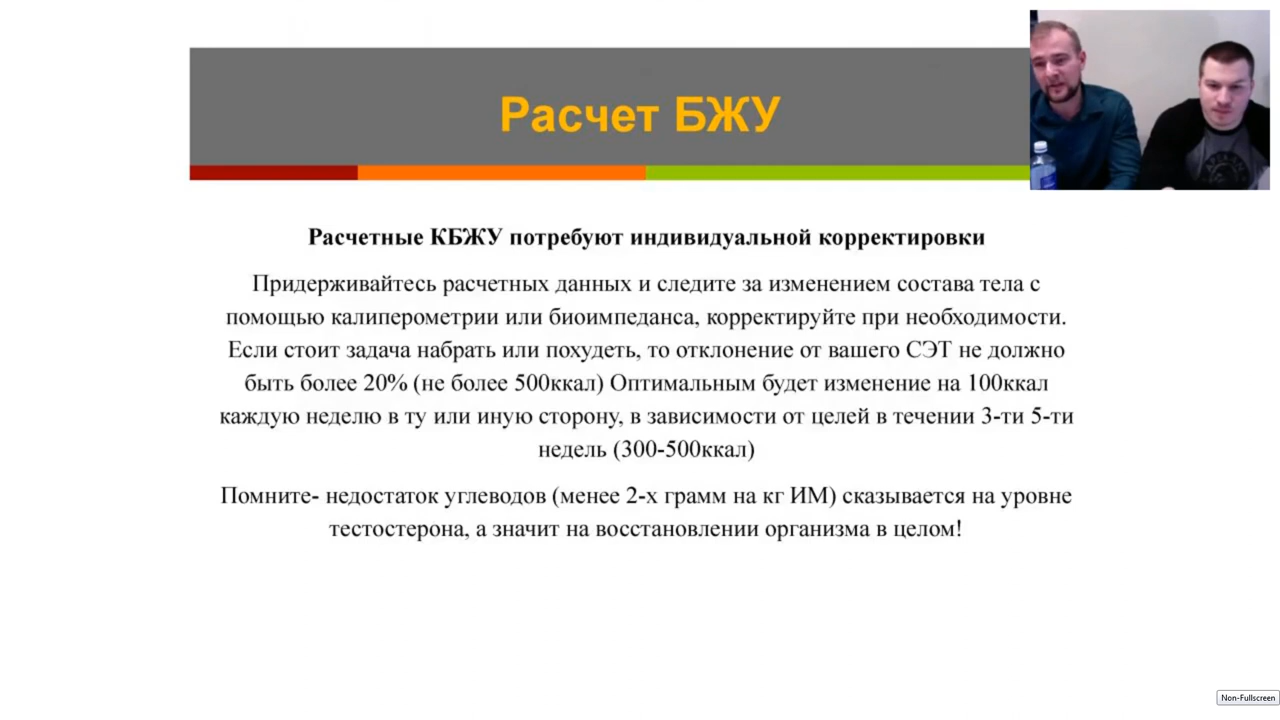 Расчет БЖУ
Расчетные КБЖУ потребуют индивидуальной корректировки
Придерживайтесь расчетных данных и следите за изменением состава тела с
помощью калиперометрии или биоимпеданса, корректируйте при необходимости.
Если стоит задача набрать или похудеть, то отклонение от вашего СЭТ не должно
быть более 20% (не более 500ккал) Оптимальным будет изменение на 100ккал
каждую неделю в ту или иную сторону, в зависимости от целей в течении 3-ти 5-ти
недель (300-500ккал)
Помните- недостаток углеводов (менее 2-х грамм на кг ИМ) сказывается на уровне
тестостерона, а значит на восстановлении организма в целом!
Non-Fullscreen